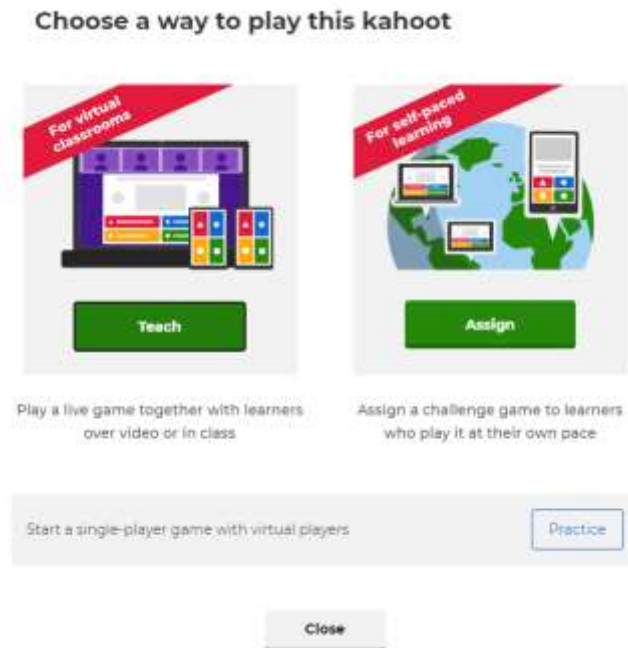 Choose a way to play this kahoot
For virtual
classrooms
For self-paced
learning
Teach
Assign
Play a live game together with learners
over video or in class
Assign a challenge game to learners
who play it at their own pace
Start a single-player game with virtual players
Practice
Close